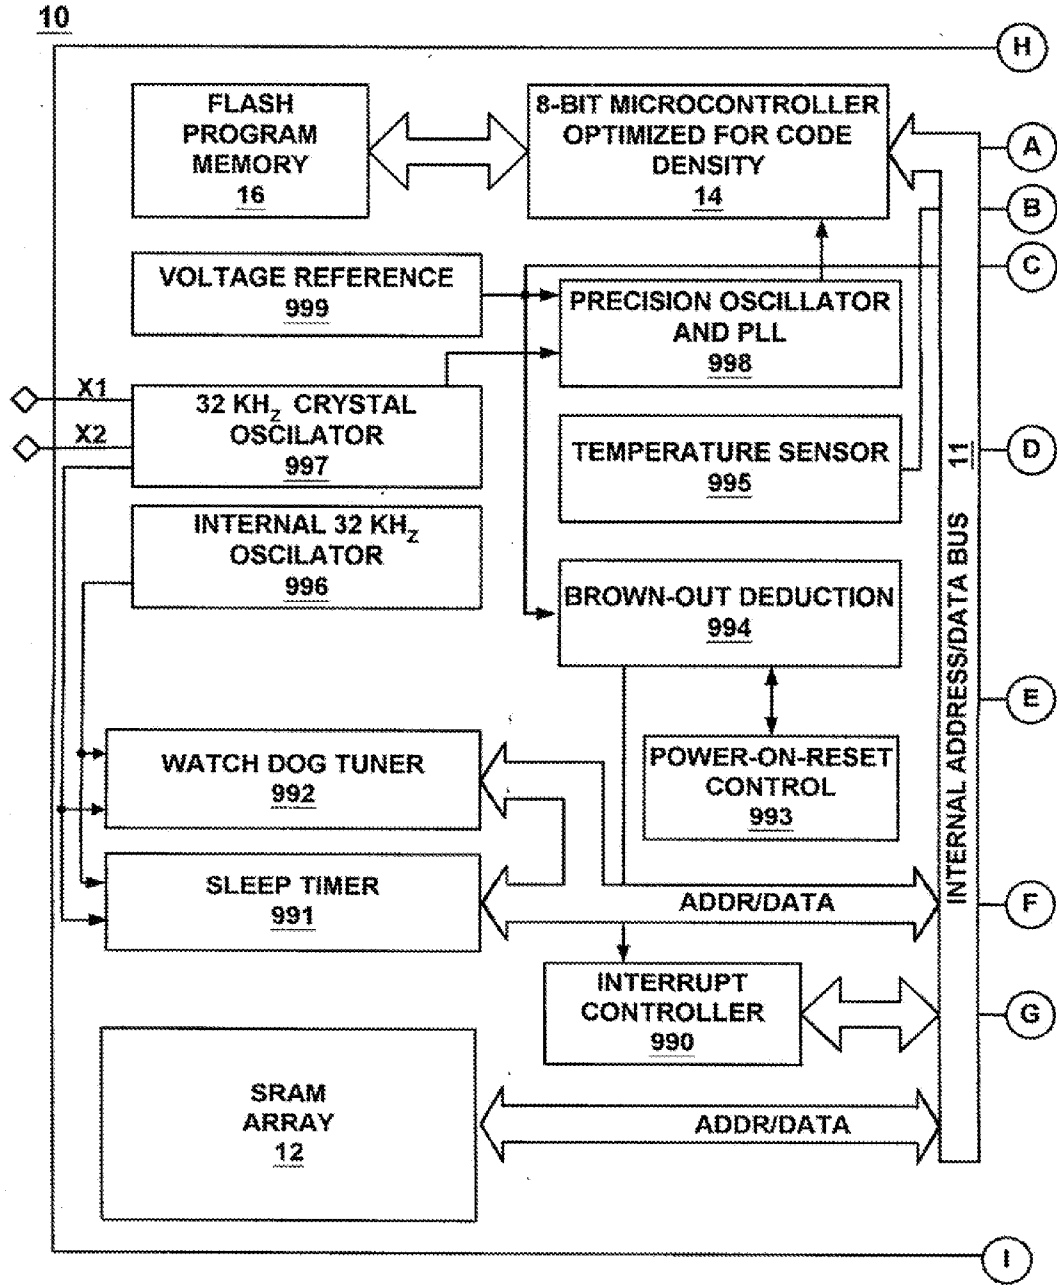 10
H
FLASH
PROGRAM
MEMORY
16
8-BIT MICROCONTROLLER
OPTIMIZED FOR CODE
DENSITY
14
A
B
VOLTAGE REFERENCE
999
C
PRECISION OSCILLATOR
AND PLL
998
X1
X2
32 KHZ CRYSTAL
OSCILATOR
997
TEMPERATURE SENSOR
995
D
INTERNAL 32 KHZ
OSCILATOR
996
BROWN-OUT DEDUCTION
994
INTERNAL ADDRESS/DATA BUS 11
E
WATCH DOG TUNER
992
POWER-ON-RESET
CONTROL
993
SLEEP TIMER
991
ADDR/DATA
F
INTERRUPT
CONTROLLER
990
G
SRAM
ARRAY
12
ADDR/DATA
I